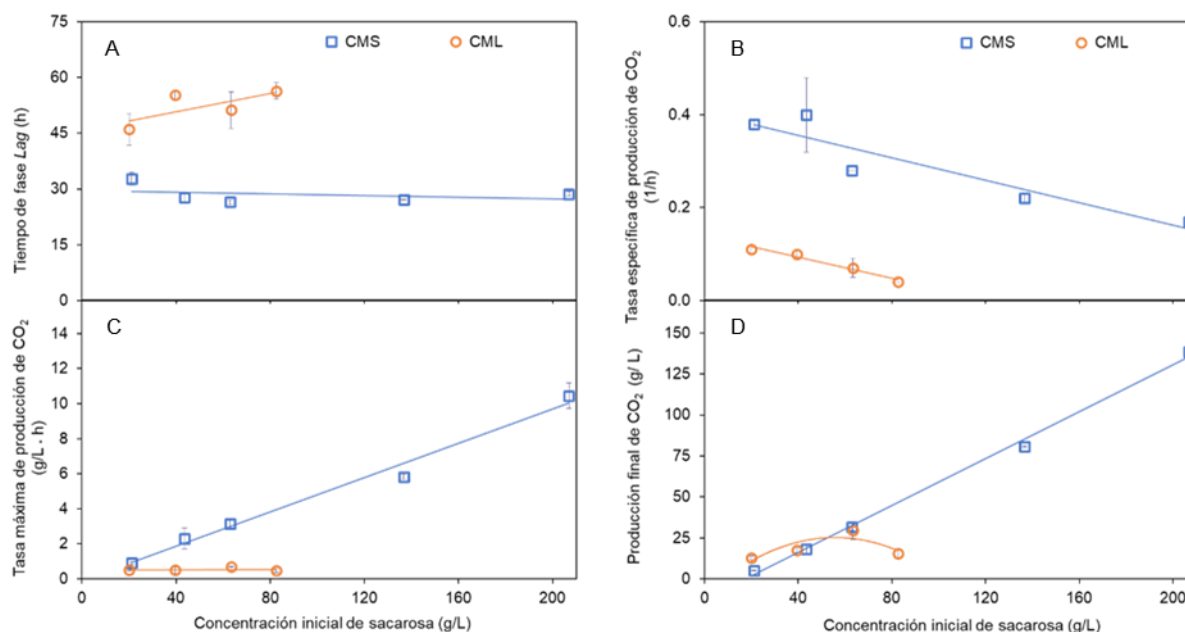 A
CMS
CML
Tiempo de fase Lag (h)
75
60
45
30
15
0
B
CMS
CML
Tasa específica de producción de CO₂
(1/h)
0.6
0.4
0.2
0.0
C
Tasa máxima de producción de CO₂
(g/L - h)
14
12
10
8
6
4
2
0
0
40
80
120
160
200
Concentración inicial de sacarosa (g/L)
D
Producción final de CO₂ (g/ L)
150
125
100
75
50
25
0
0
40
80
120
160
200
Concentración inicial de sacarosa (g/L)